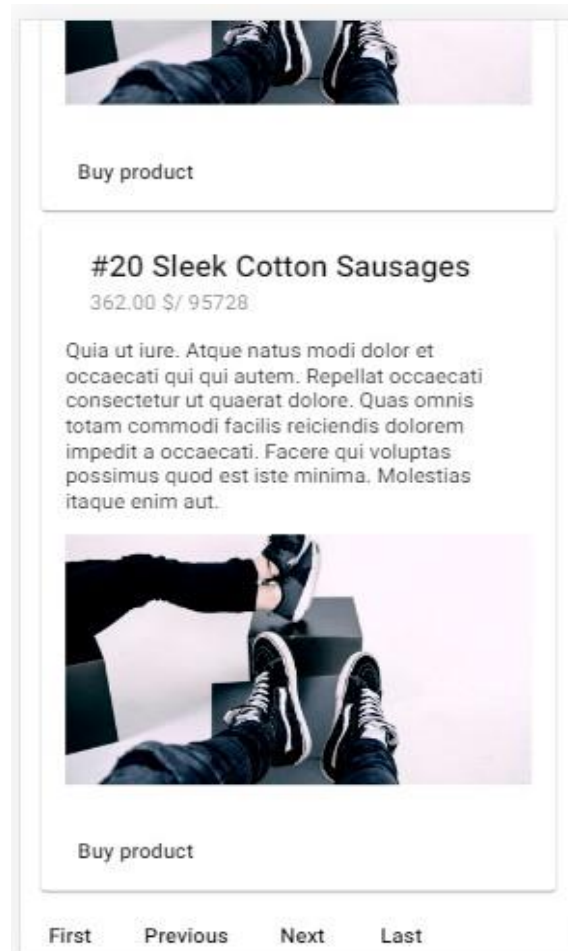 Buy product
#20 Sleek Cotton Sausages
362.00 $/ 95728
Quia ut iure. Atque natus modi dolor et
occaecati qui qui autem. Repellat occaecati
consectetur ut quaerat dolore. Quas omnis
totam commodi facilis reiciendis dolorem
impedit a occaecati. Facere qui voluptas
possimus quod est iste minima. Molestias
itaque enim aut.
Buy product
First Previous Next Last